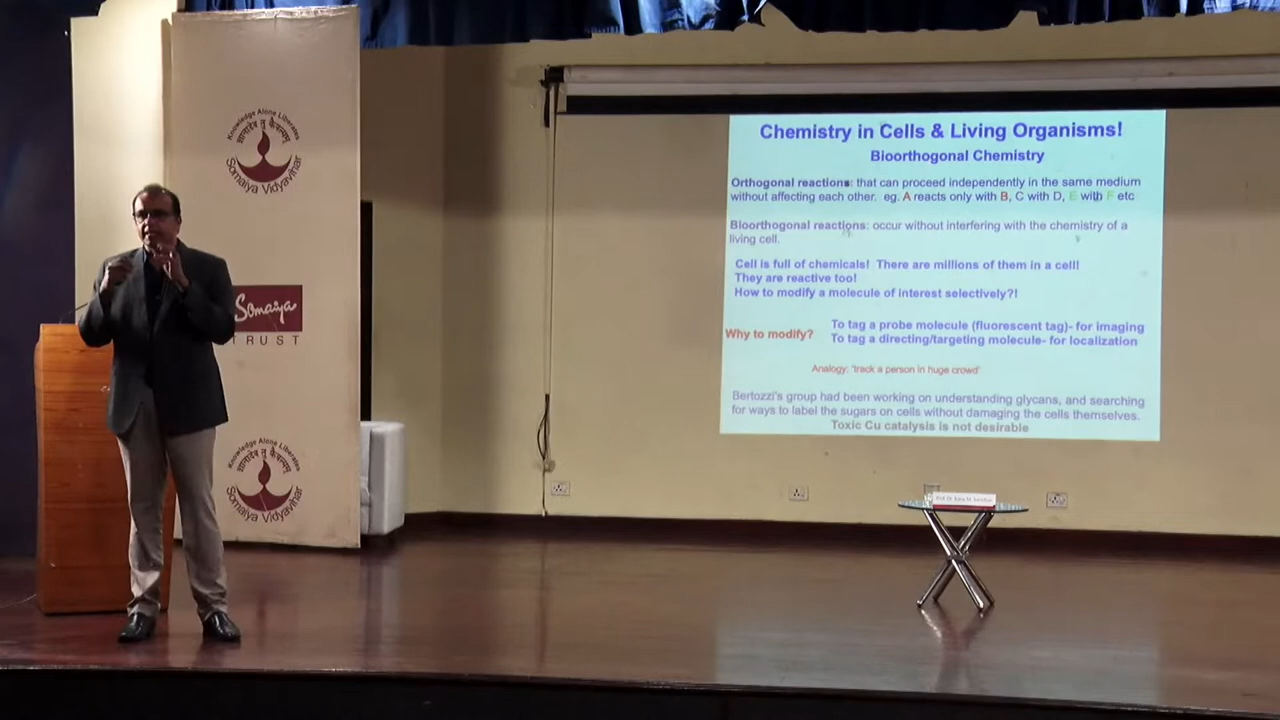 Knowledge Alone Liberates
Somaiya Vidyavihar
Somaiya
TRUST
Knowledge Alone Liberates
Somaiya Vidyavihar
Chemistry in Cells & Living Organisms!
Bioorthogonal Chemistry
Orthogonal reactions: that can proceed independently in the same medium
without affecting each other. eg. A reacts only with B, C with D, E with F etc
Bioorthogonal reactions: occur without interfering with the chemistry of a
living cell.
Cell is full of chemicals! There are millions of them in a cell!
They are reactive too!
How to modify a molecule of interest selectively?!
Why to modify?
To tag a probe molecule (fluorescent tag)- for imaging
To tag a directing/targeting molecule- for localization
Analogy: 'track a person in huge crowd'
Bertozzi's group had been working on understanding glycans, and searching
for ways to label the sugars on cells without damaging the cells themselves.
Toxic Cu catalysis is not desirable
Prof. Dr.